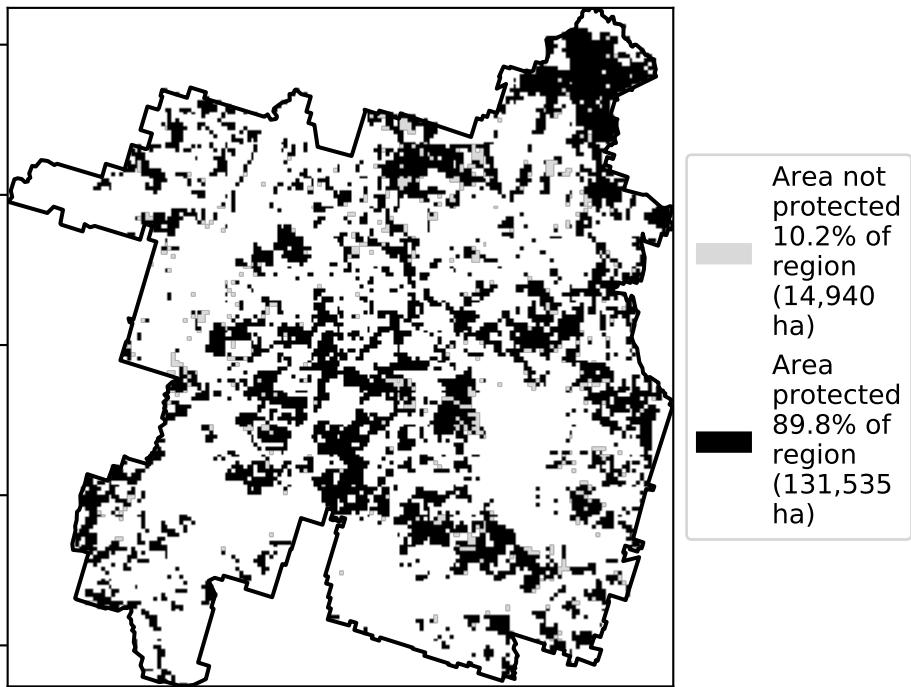 Area not
protected
10.2% of
region
(14,940
ha)
Area
protected
89.8% of
region
(131,535
ha)